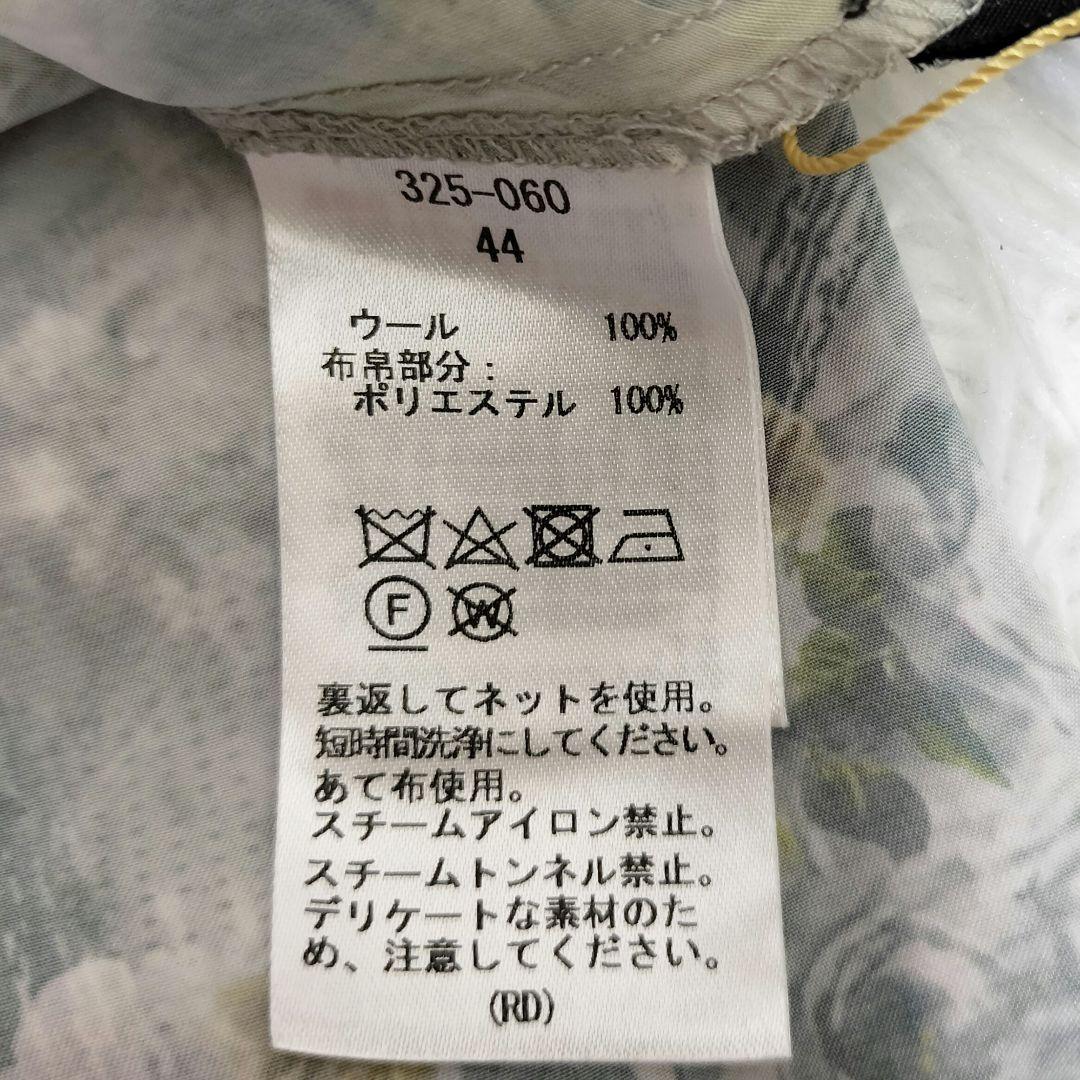 325-060
44
ウール 100%
布帛部分:
ポリエステル 100%
F W
裏返してネットを使用。
短時間洗浄にしてください。
あて布使用。
スチームアイロン禁止。
スチームトンネル禁止。
デリケートな素材のた
め、注意してください。
(RD)